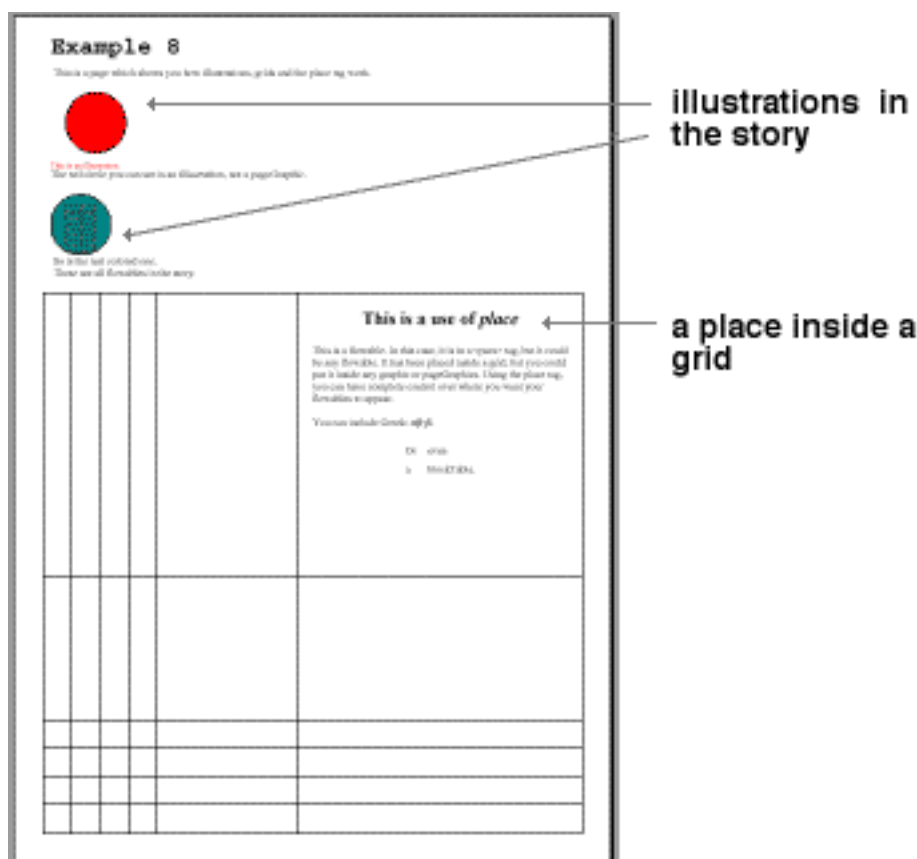 Example 8
This is a page which shows you how illustrations, grids and the place tag work.
illustrations in
the story
This is an illustration.
The red circle you can see is an illustration, not a pageGraphic.
So is the teal colored one.
These are all flowables in the story.
This is a use of place
a place inside a
grid
This is a flowable. In this case, it is in a <para> tag, but it could
be any flowable. It has been placed inside a grid, but you could
put it inside any graphic or pageGraphics. Using the place tag,
you can have complete control over where you want your
flowables to appear.
You can include Greek:
Or even
a